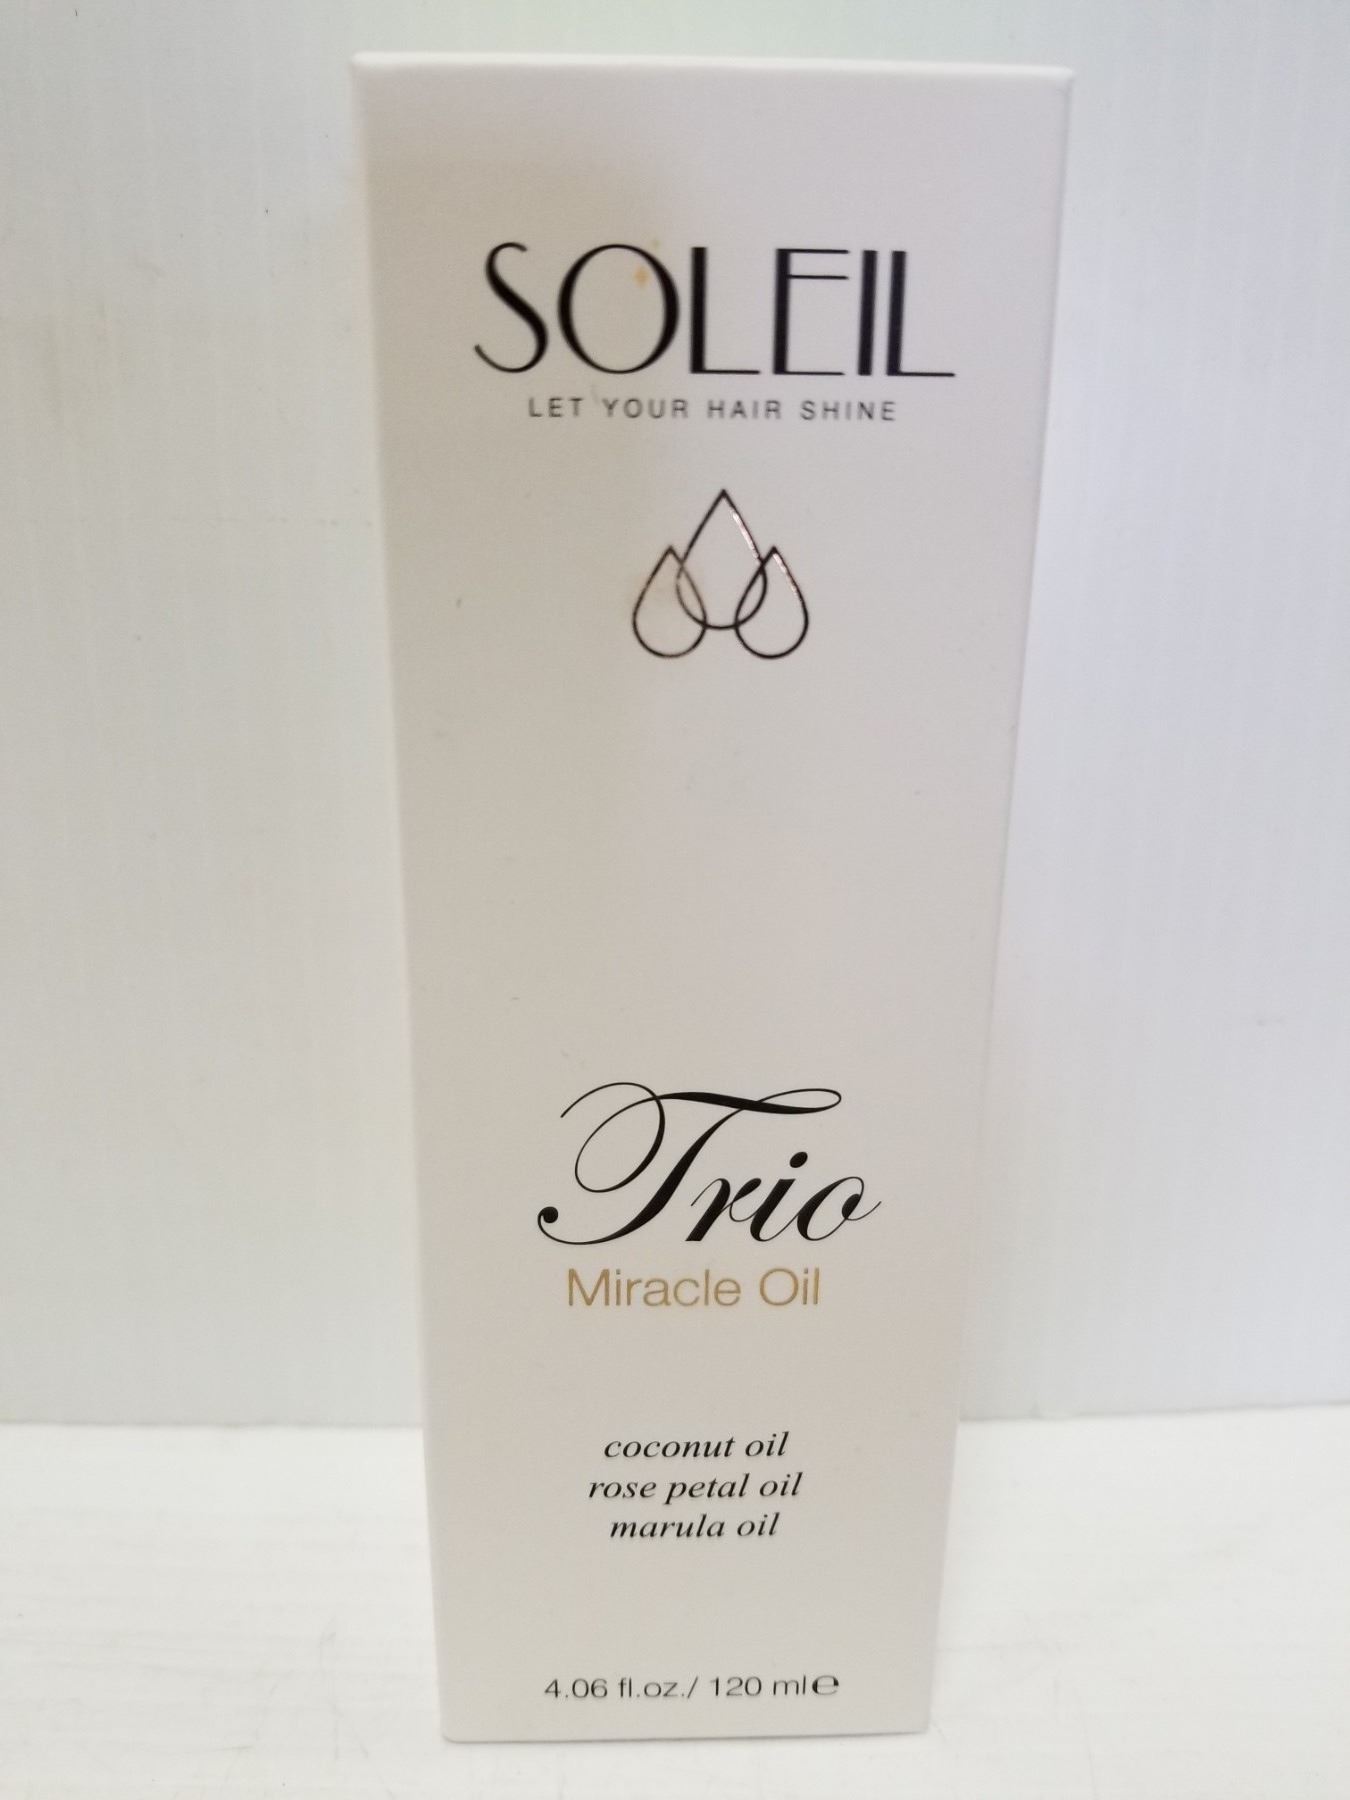 SOLEIL
LET YOUR HAIR SHINE
Trio
Miracle Oil
coconut oil
rose petal oil
marula oil
4.06 fl.oz./ 120 ml℮